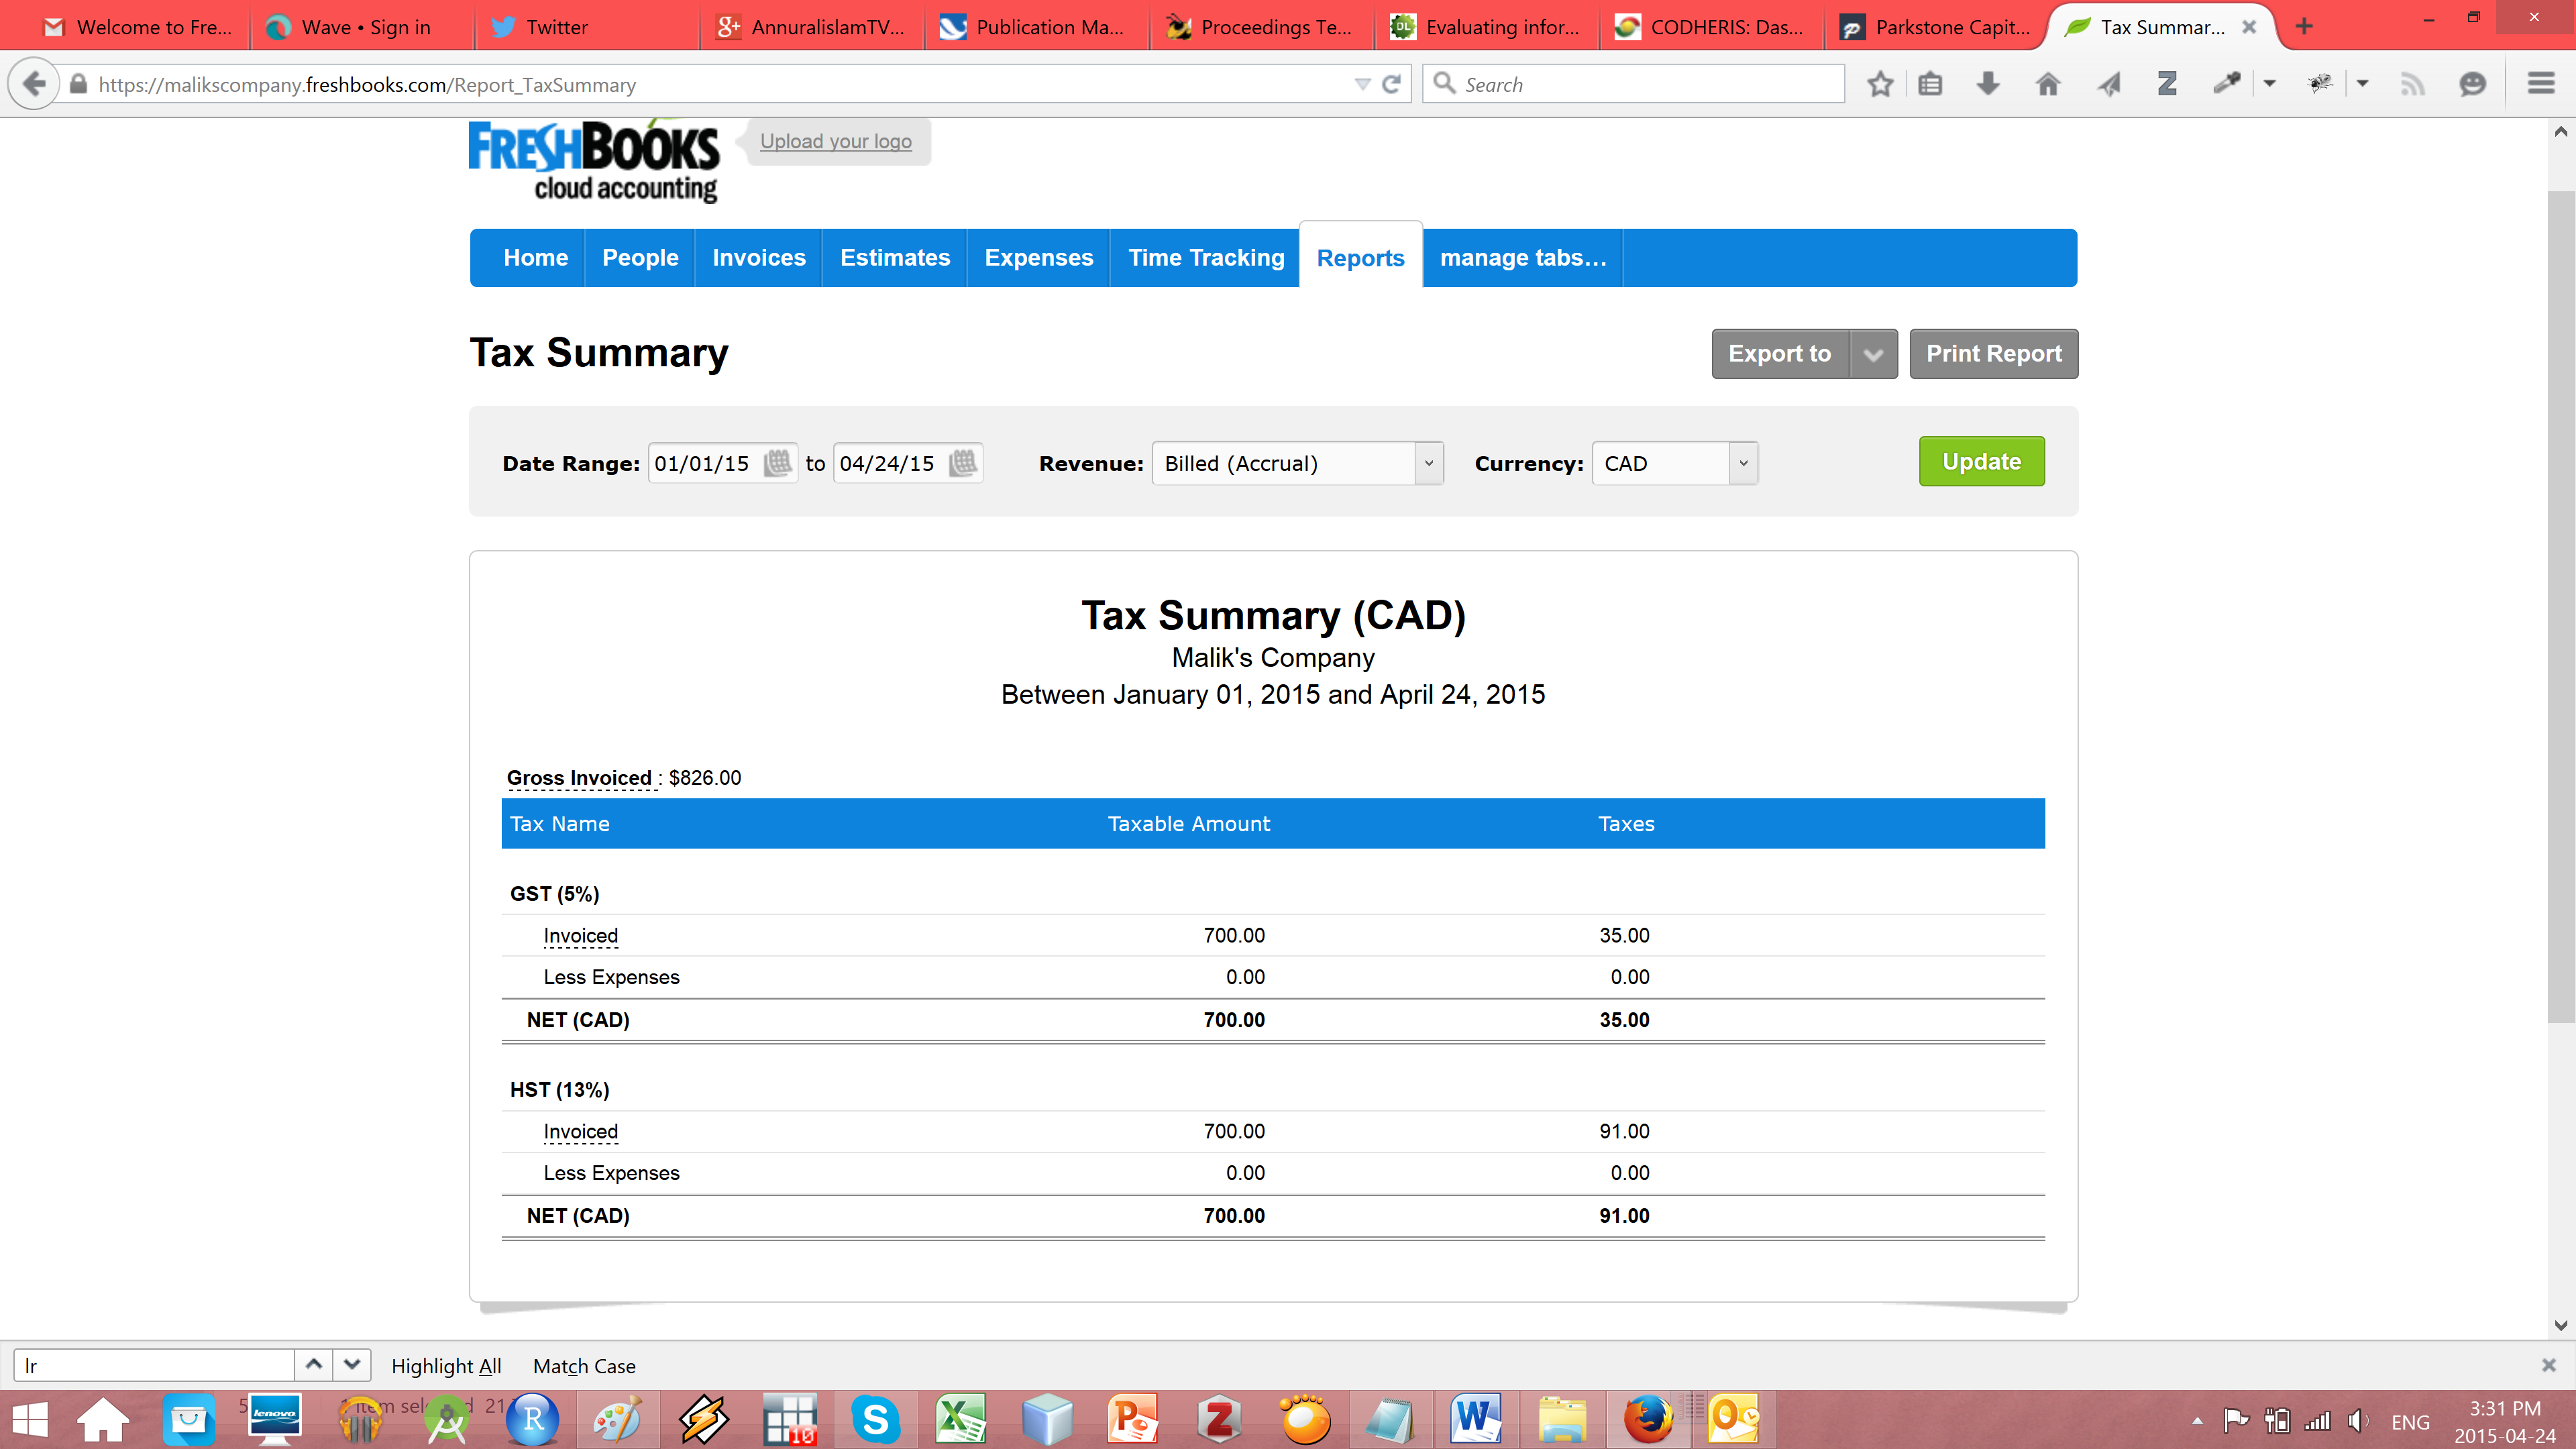 Welcome to Fre...
Wave • Sign in
Twitter
AnnuralislamTV...
Publication Ma...
Proceedings Te...
Evaluating infor...
CODHERIS: Das...
Parkstone Capit...
Tax Summar...
https://malikscompany.freshbooks.com/Report_TaxSummary
Search
FRESHBOOKS
cloud accounting
Upload your logo
Home People Invoices Estimates Expenses Time Tracking Reports manage tabs...
Tax Summary
Export to
Print Report
Date Range: 01/01/15 to 04/24/15 Revenue: Billed (Accrual) Currency: CAD Update
Tax Summary (CAD)
Malik's Company
Between January 01, 2015 and April 24, 2015
Gross Invoiced : $826.00
Tax Name Taxable Amount Taxes
GST (5%)
Invoiced 700.00 35.00
Less Expenses 0.00 0.00
NET (CAD) 700.00 35.00
HST (13%)
Invoiced 700.00 91.00
Less Expenses 0.00 0.00
NET (CAD) 700.00 91.00
lr
Highlight All Match Case
lenovo
10
ENG
3:31 PM
2015-04-24